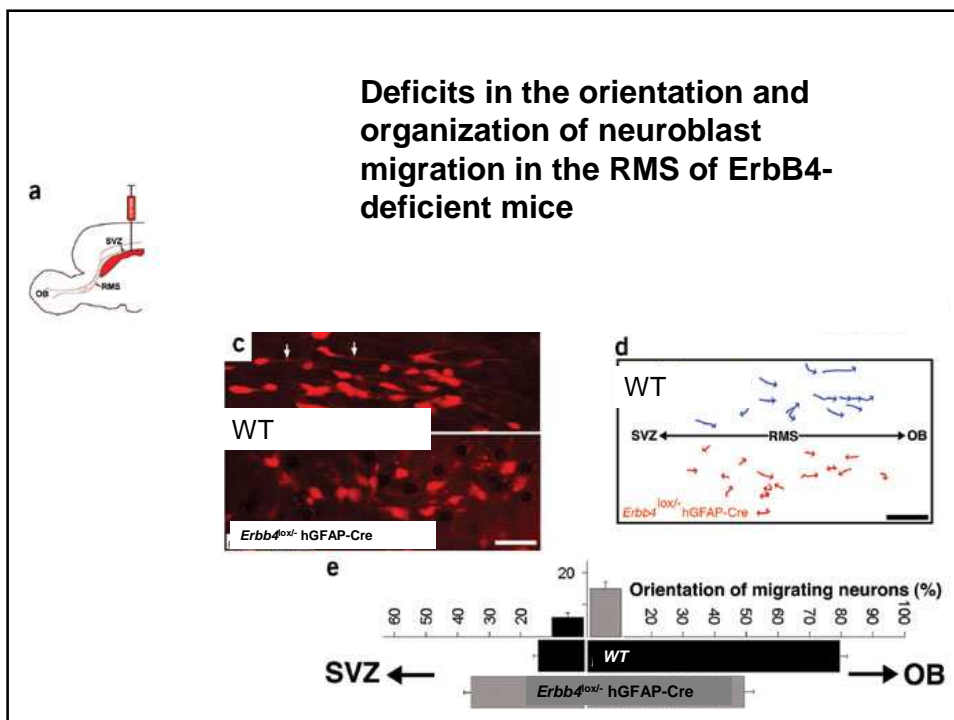 Deficits in the orientation and
organization of neuroblast
migration in the RMS of ErbB4-
deficient mice
a
SVZ
OB
RMS
c
WT
Erbb4lox/- hGFAP-Cre
d
WT
SVZ RMS OB
Erbb4lox/- hGFAP-Cre
e
20
Orientation of migrating neurons (%)
60 50 40 30 20 20 30 40 50 60 70 80 90 100
WT
SVZ OB
Erbb4lox/- hGFAP-Cre